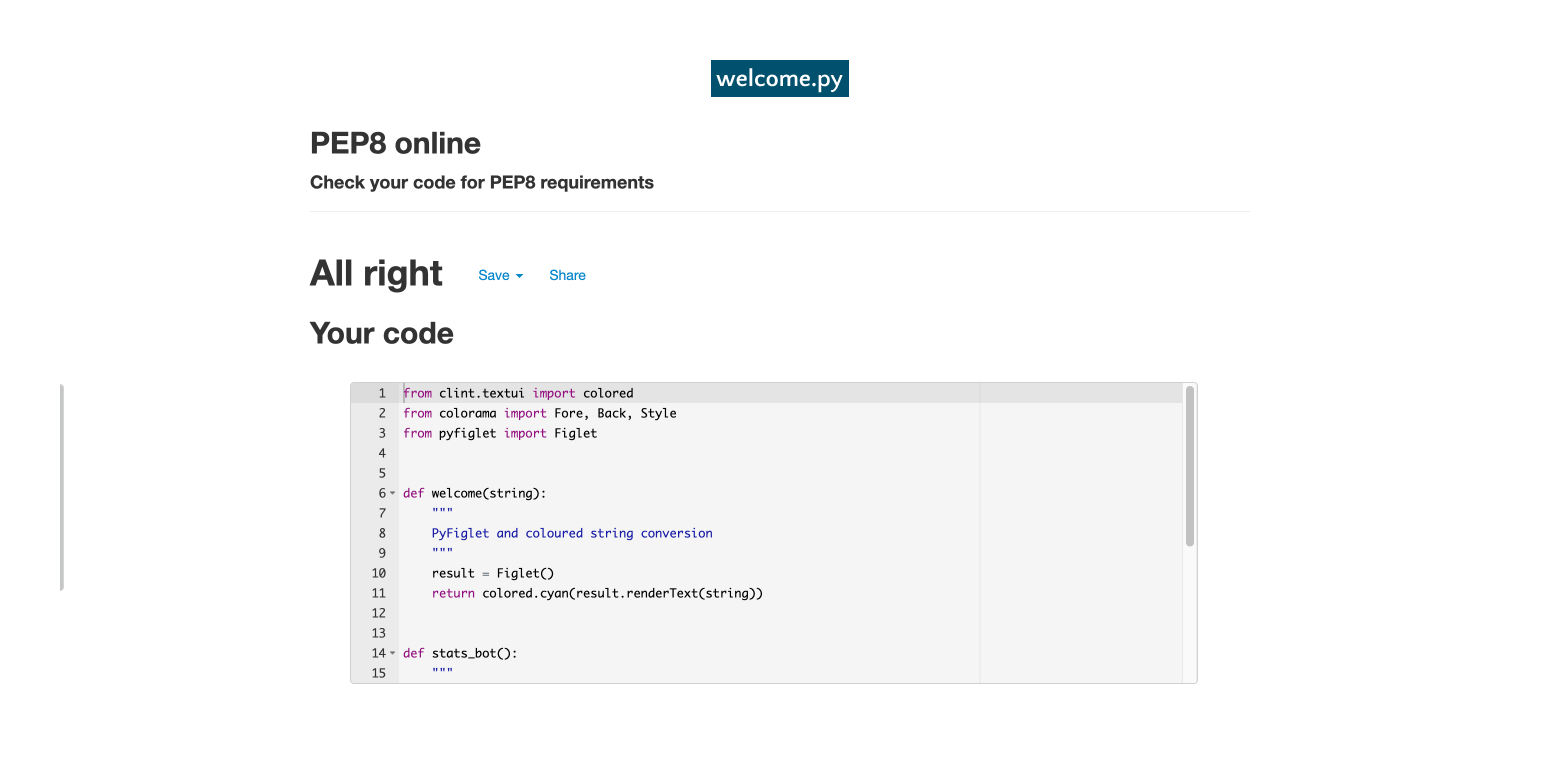 welcome.py
PEP8 online
Check your code for PEP8 requirements
All right Save Share
Your code
1 from clint.textui import colored
2 from colorama import Fore, Back, Style
3 from pyfiglet import Figlet
4
5
6 def welcome(string):
7 """
8 PyFiglet and coloured string conversion
9 """
10 result = Figlet()
11 return colored.cyan(result.renderText(string))
12
13
14 def stats_bot():
15 """